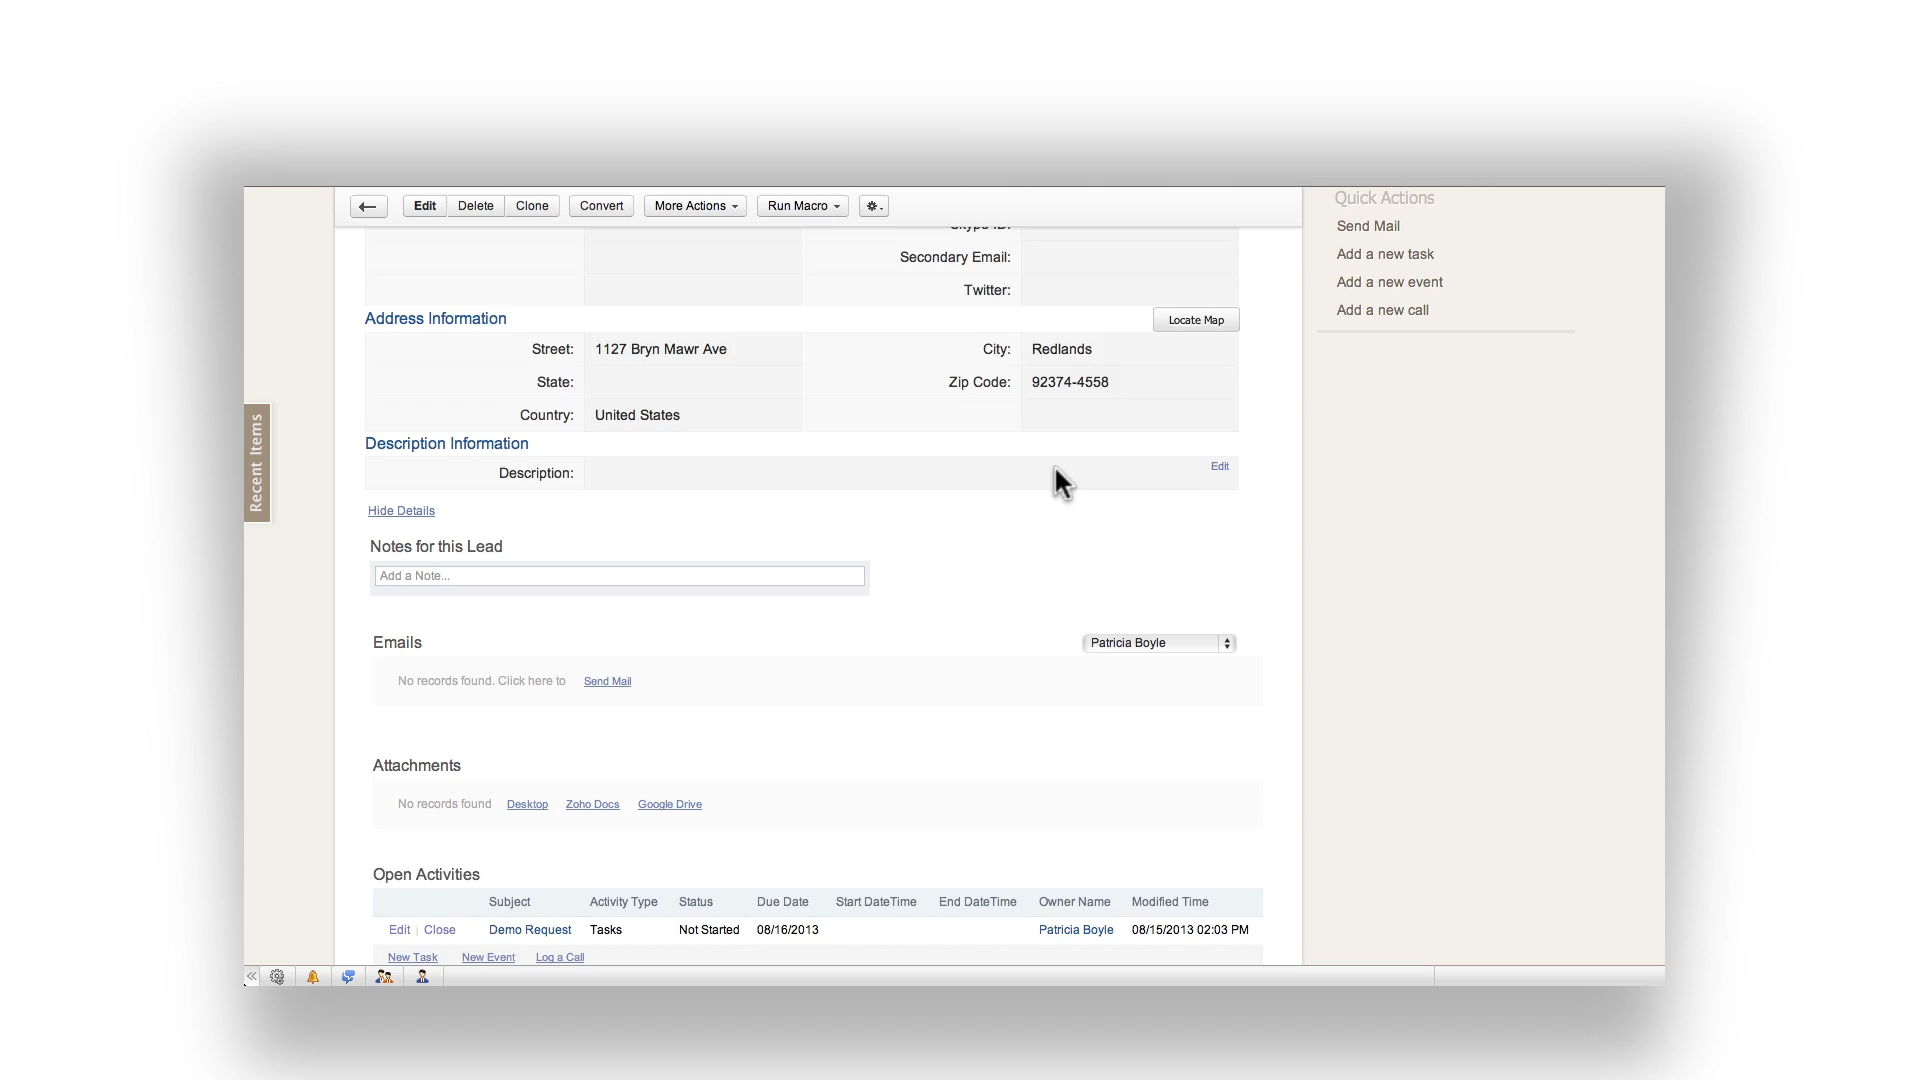 Edit Delete Clone Convert More Actions Run Macro
Quick Actions
Send Mail
Add a new task
Add a new event
Add a new call
Recent Items
Skype ID:
Secondary Email:
Twitter:
Address Information Locate Map
Street: 1127 Bryn Mawr Ave City: Redlands
State: Zip Code: 92374-4558
Country: United States
Description Information
Description: Edit
Hide Details
Notes for this Lead
Add a Note...
Emails Patricia Boyle
No records found. Click here to Send Mail
Attachments
No records found Desktop Zoho Docs Google Drive
Open Activities
Subject Activity Type Status Due Date Start DateTime End DateTime Owner Name Modified Time
Edit | Close Demo Request Tasks Not Started 08/16/2013 Patricia Boyle 08/15/2013 02:03 PM
New Task New Event Log a Call